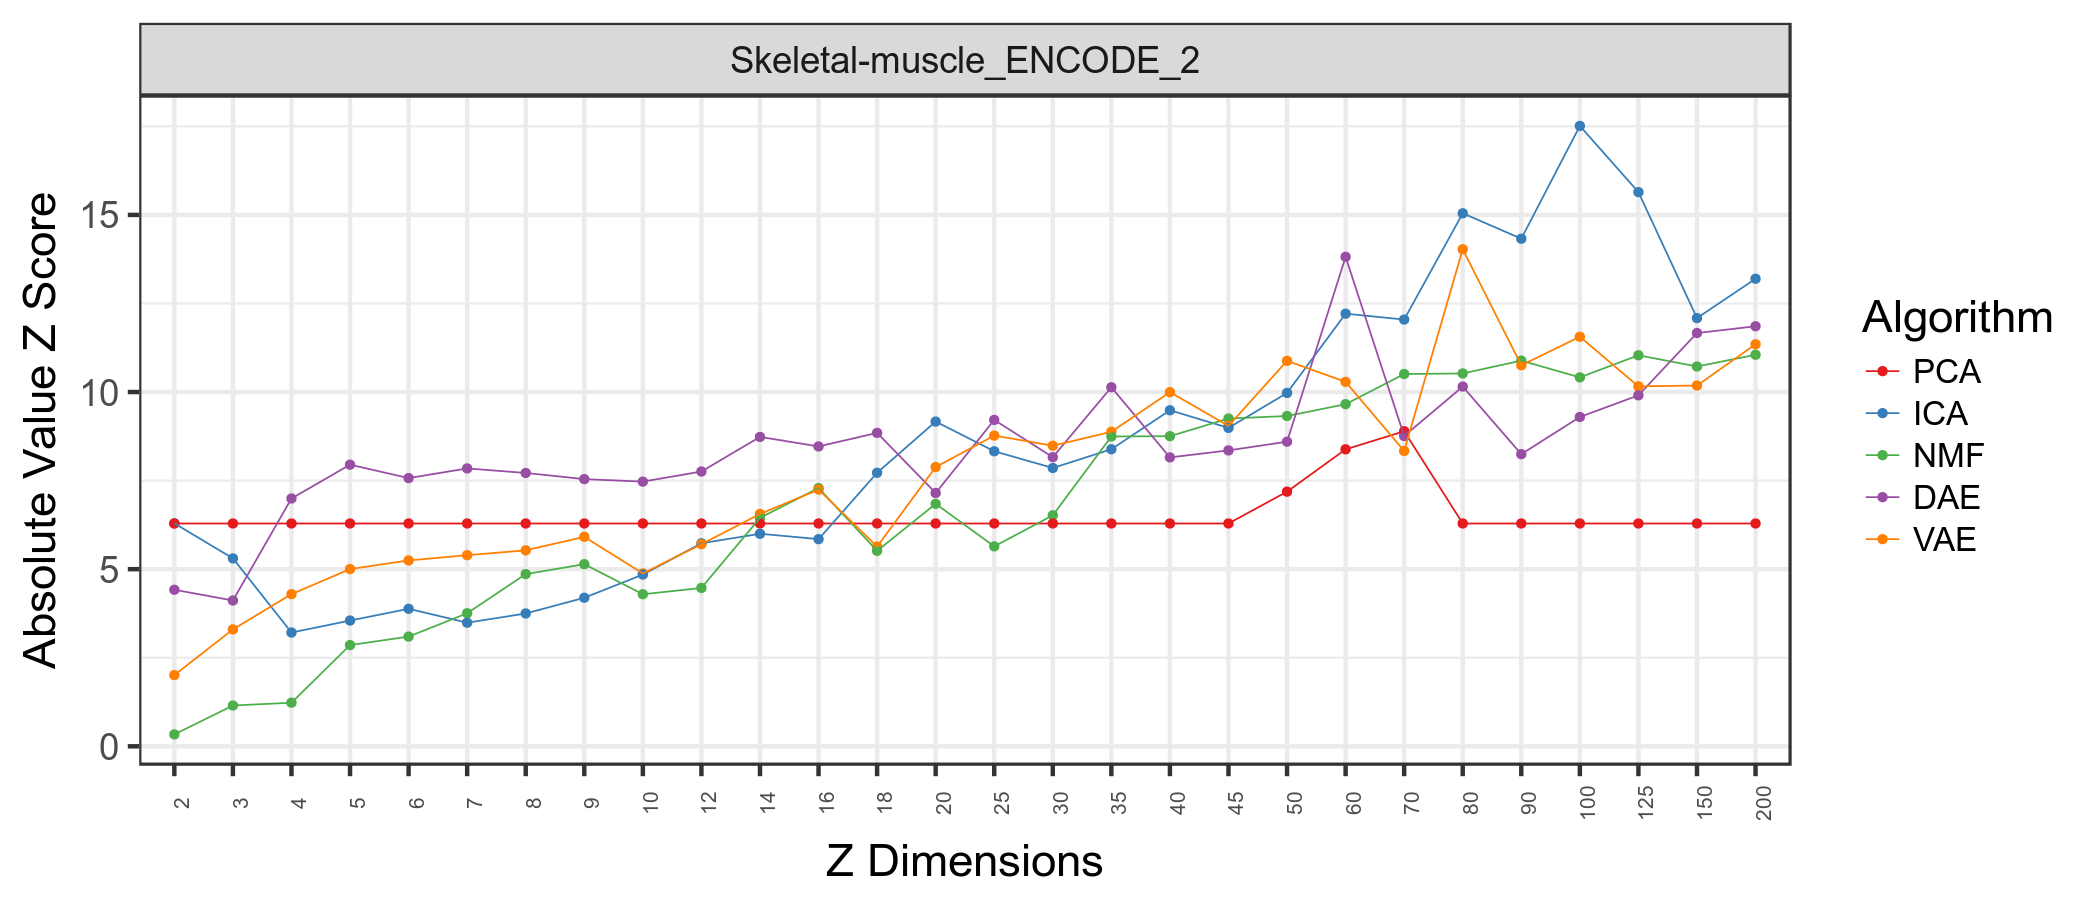 Skeletal-muscle_ENCODE_2
Absolute Value Z Score
15
10
5
0
2 3 4 5 6 7 8 9 10 12 14 16 18 20 25 30 35 40 45 50 60 70 80 90 100 125 150 200
Z Dimensions
Algorithm
PCA
ICA
NMF
DAE
VAE